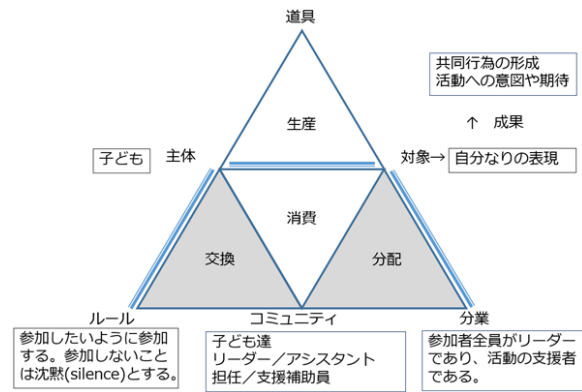 道具
共同行為の形成
活動への意図や期待
生産
↑ 成果
子ども
主体
対象→
自分なりの表現
消費
交換
分配
ルール
コミュニティ
分業
参加したいように参加
する。参加しないこと
は沈黙(silence)とする。
子ども達
リーダー／アシスタント
担任／支援補助員
参加者全員がリーダー
であり、活動の支援者
である。